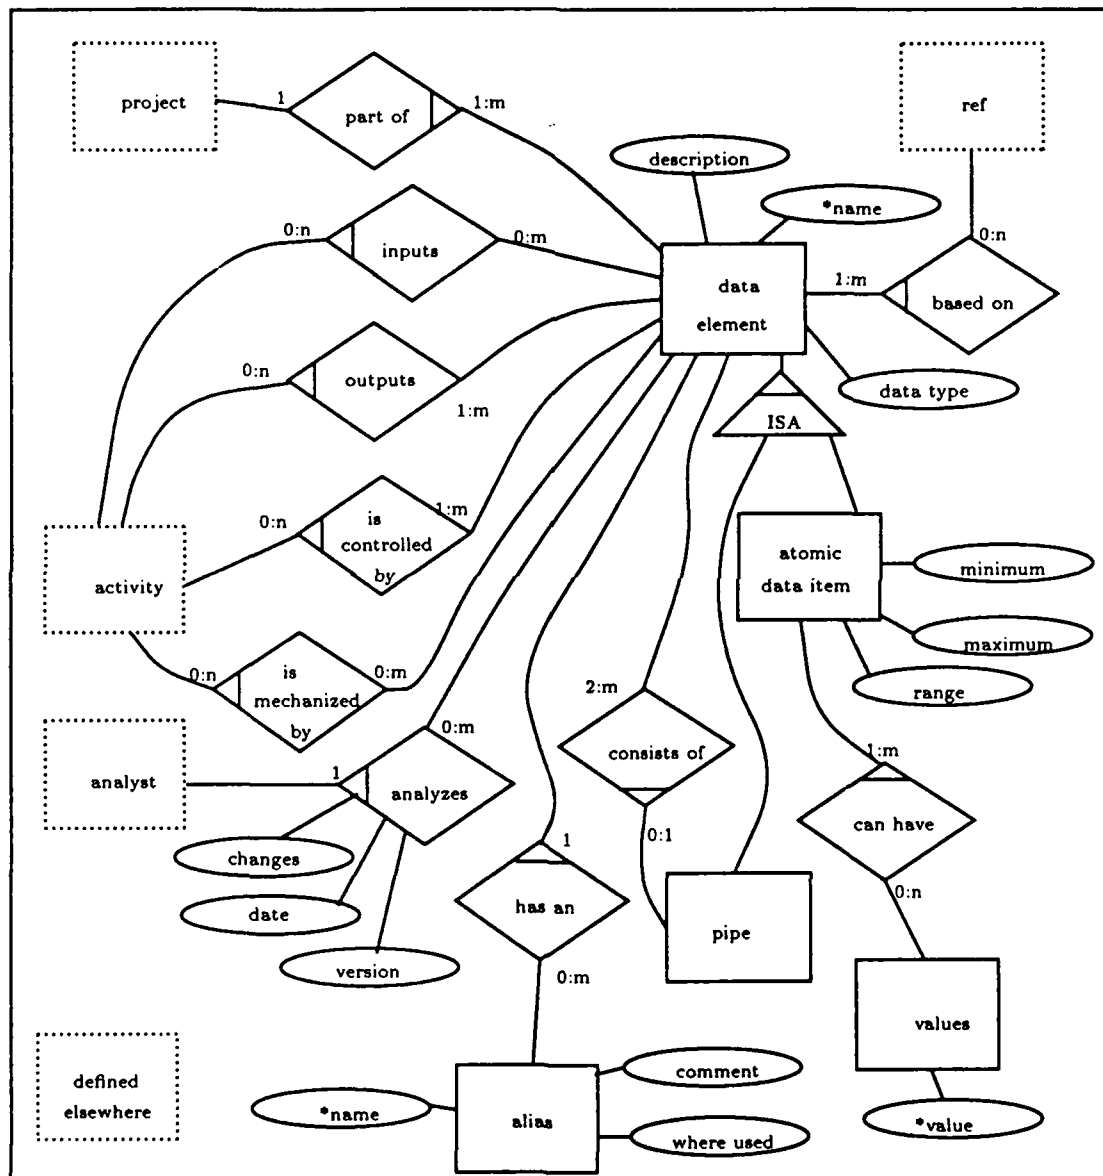 project
1
part of
1:m
ref
description
*name
0:n
inputs
0:m
0:n
data
element
1:m
based on
0:n
outputs
1:m
data type
ISA
0:n
is
controlled
by
1:m
activity
atomic
data item
minimum
maximum
range
0:n
is
mechanized
by
0:m
2:m
consists of
0:1
analyst
1
analyzes
0:m
1:m
can have
0:n
changes
date
version
1
has an
0:m
pipe
values
*value
defined
elsewhere
*name
alias
comment
where used